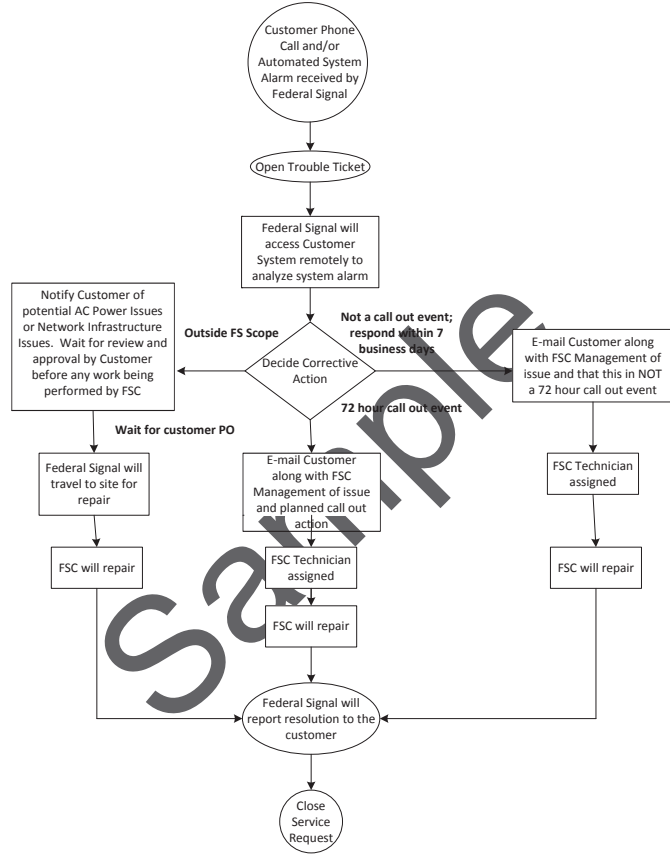 Customer Phone
Call and/or
Automated System
Alarm received by
Federal Signal
Open Trouble Ticket
Federal Signal will
access Customer
System remotely to
analyze system alarm
Notify Customer of
potential AC Power Issues
or Network Infrastructure
Issues. Wait for review and
approval by Customer
before any work being
performed by FSC
Outside FS Scope
Decide Corrective
Action
Not a call out event;
respond within 7
business days
E-mail Customer along
with FSC Management of
issue and that this in NOT
a 72 hour call out event
72 hour call out event
Wait for customer PO
Federal Signal will
travel to site for
repair
FSC will repair
E-mail Customer
along with FSC
Management of issue
and planned call out
action
FSC Technician
assigned
FSC will repair
FSC Technician
assigned
FSC will repair
Federal Signal will
report resolution to the
customer
Close
Service
Request
Sample